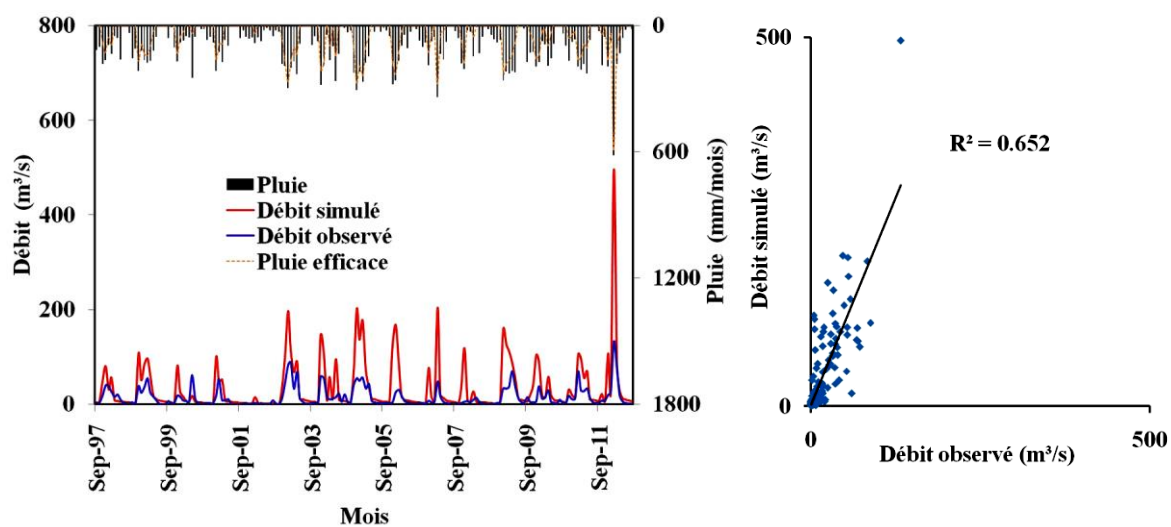 800
600
400
200
0
Débit (m³/s)
Pluie
Débit simulé
Débit observé
Pluie efficace
0
600
1200
1800
Pluie (mm/mois)
Sep-97
Sep-99
Sep-01
Sep-03
Sep-05
Sep-07
Sep-09
Sep-11
Mois
500
0
Débit simulé (m³/s)
R² = 0.652
0
500
Débit observé (m³/s)